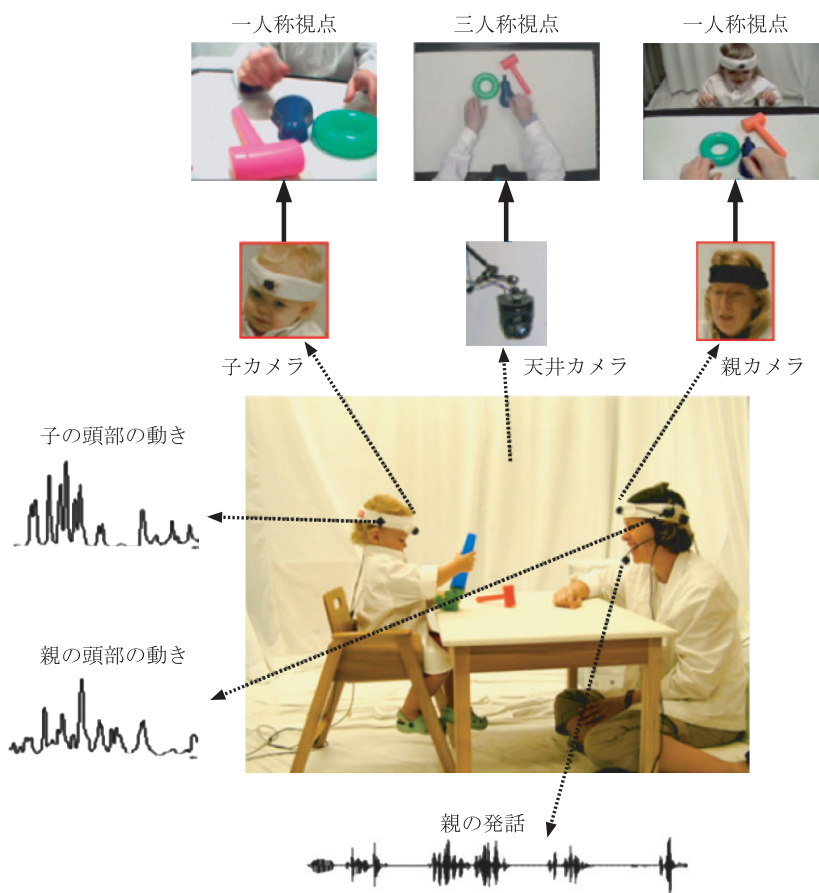 一人称視点
三人称視点
一人称視点
子カメラ
天井カメラ
親カメラ
子の頭部の動き
親の頭部の動き
親の発話